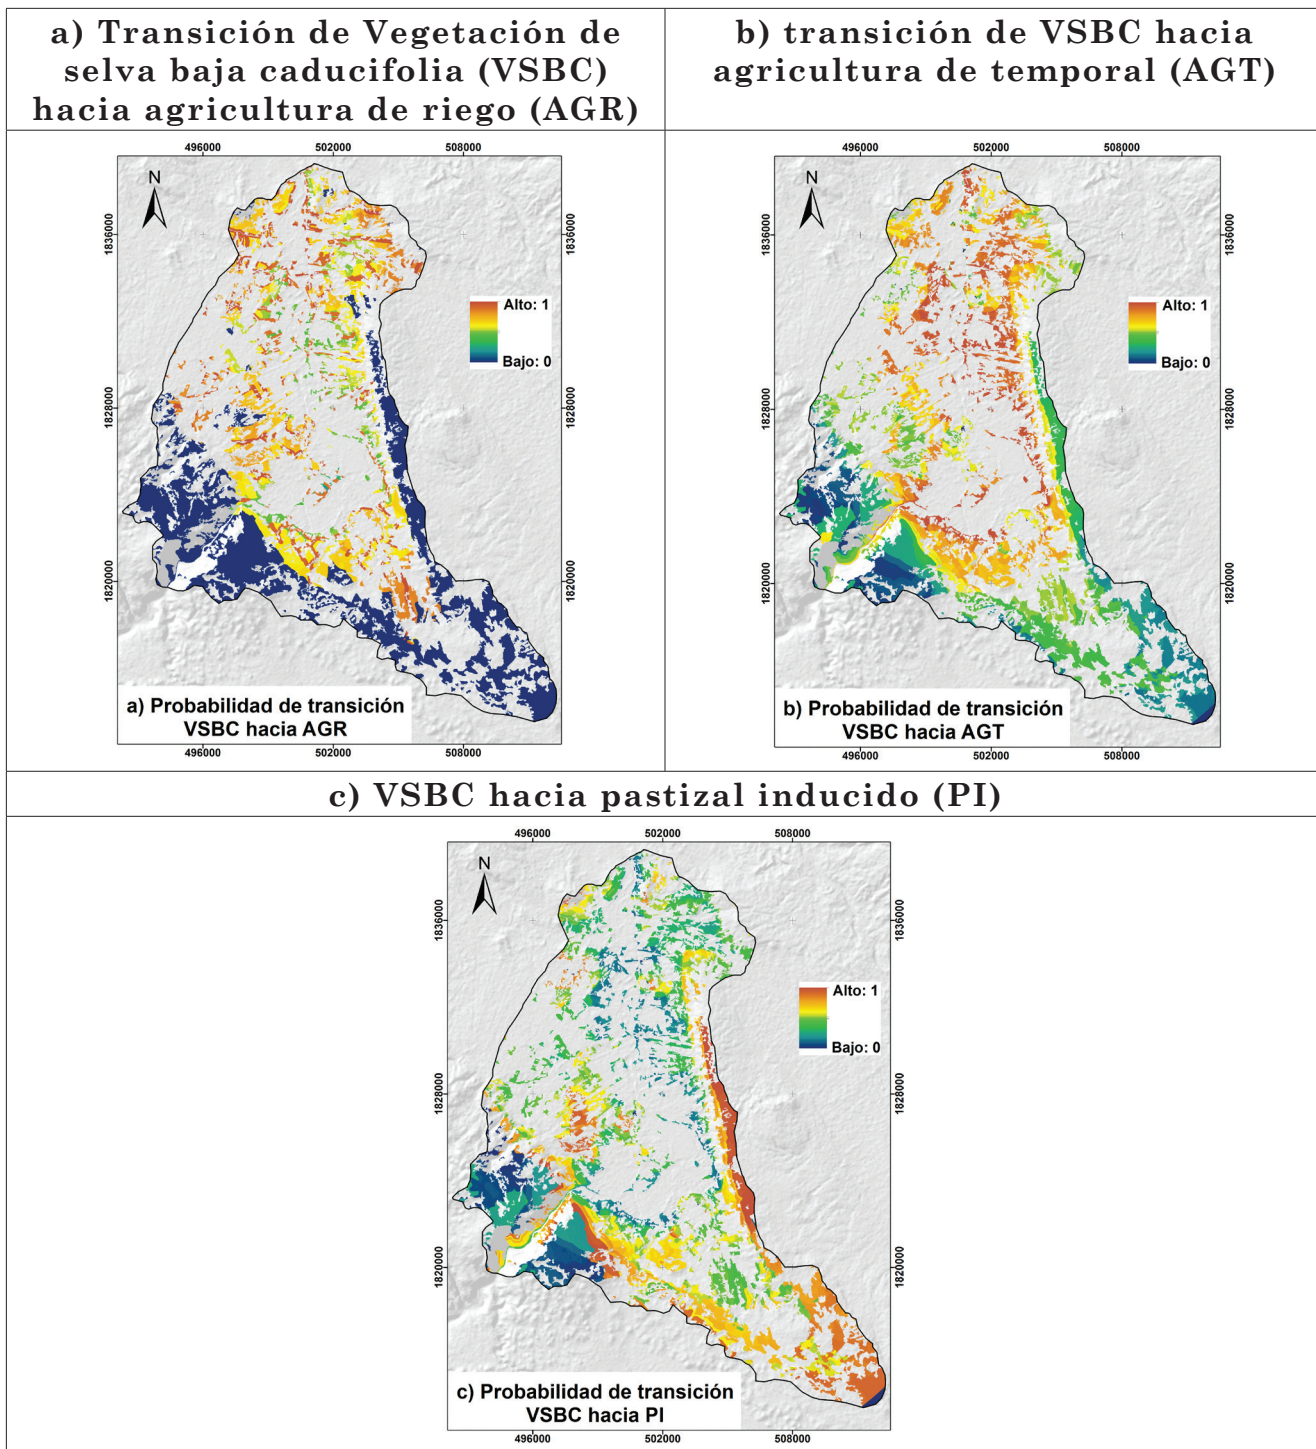 a) Transición de Vegetación de
selva baja caducifolia (VSBC)
hacia agricultura de riego (AGR)
b) transición de VSBC hacia
agricultura de temporal (AGT)
496000 502000 508000
N
1836000 1836000
Alto: 1
Bajo: 0
1828000 1828000
1820000 1820000
a) Probabilidad de transición
VSBC hacia AGR
496000 502000 508000
496000 502000 508000
N
1836000 1836000
Alto: 1
Bajo: 0
1828000 1828000
1820000 1820000
b) Probabilidad de transición
VSBC hacia AGT
496000 502000 508000
c) VSBC hacia pastizal inducido (PI)
496000 502000 508000
N
1836000 1836000
Alto: 1
Bajo: 0
1828000 1828000
1820000 1820000
c) Probabilidad de transición
VSBC hacia PI
496000 502000 508000